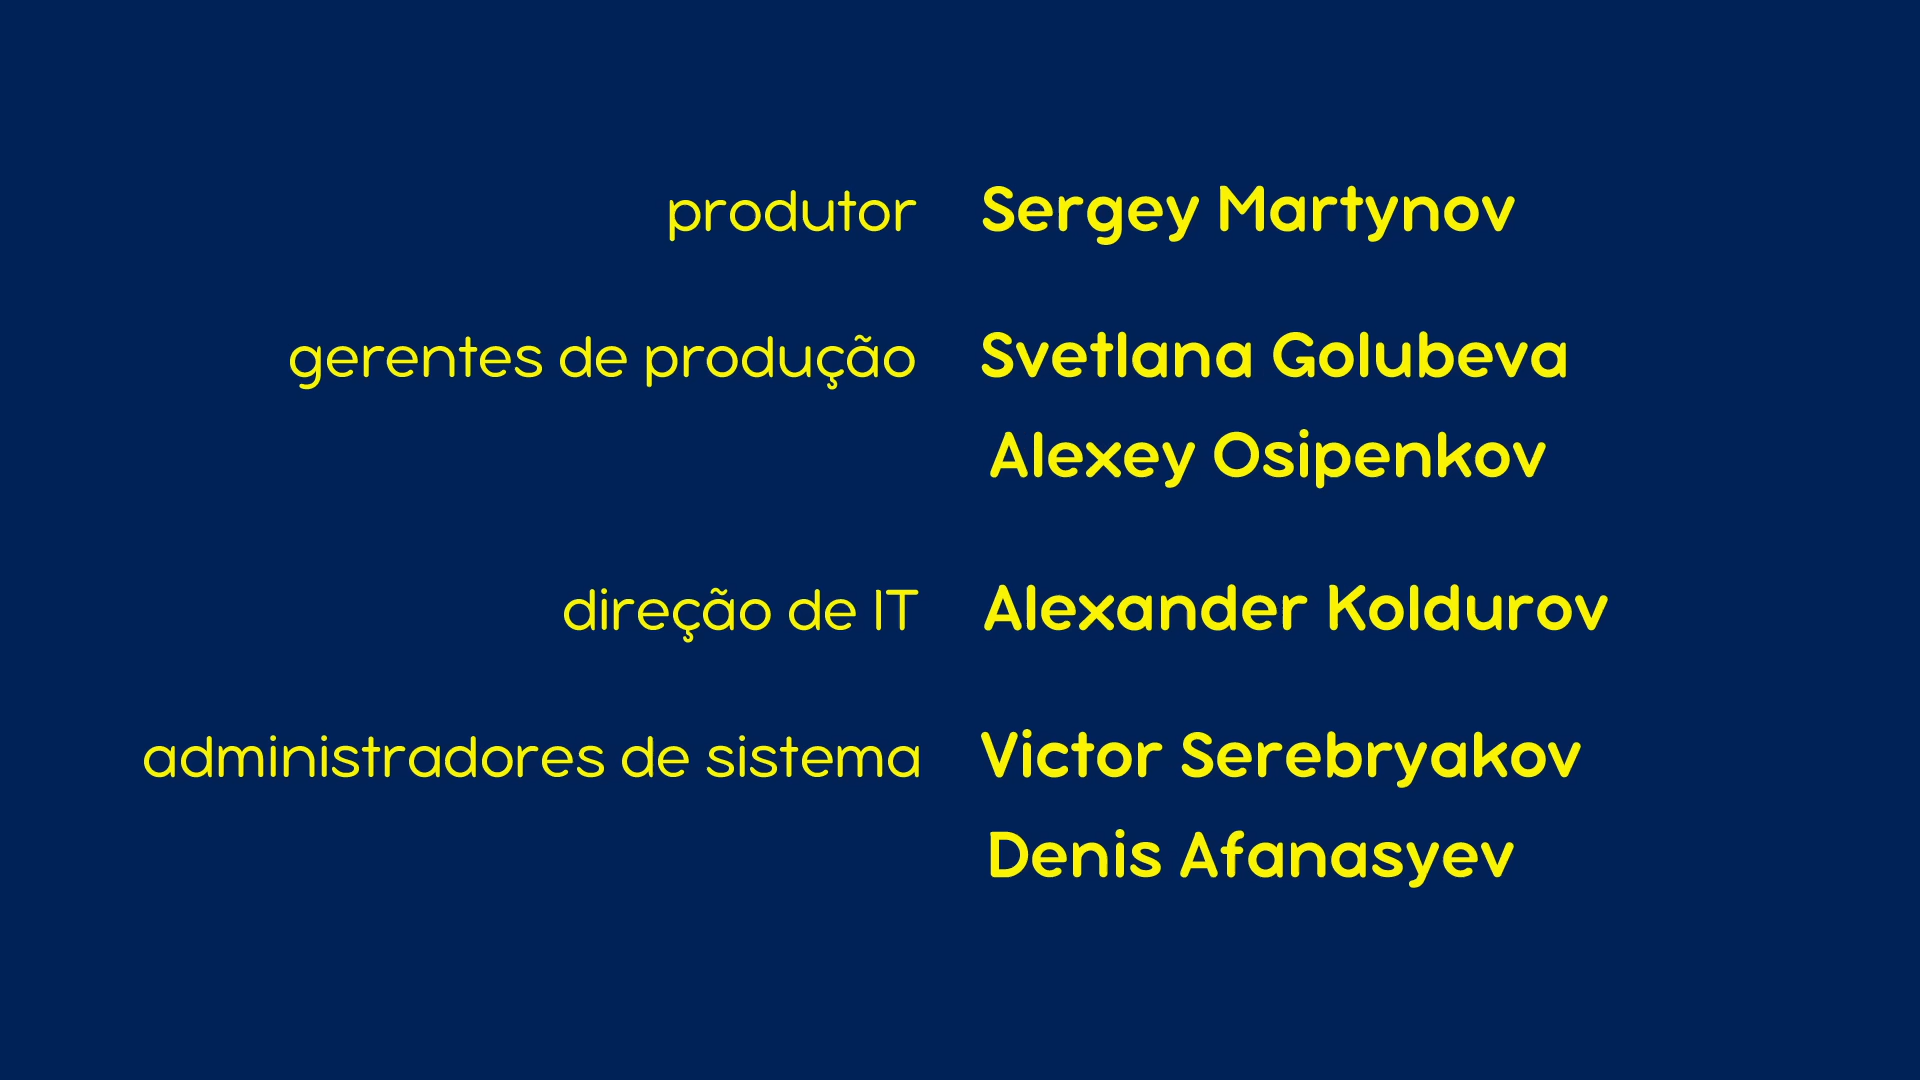 produtor Sergey Martynov
gerentes de produção Svetlana Golubeva
Alexey Osipenkov
direção de IT Alexander Koldurov
administradores de sistema Victor Serebryakov
Denis Afanasyev